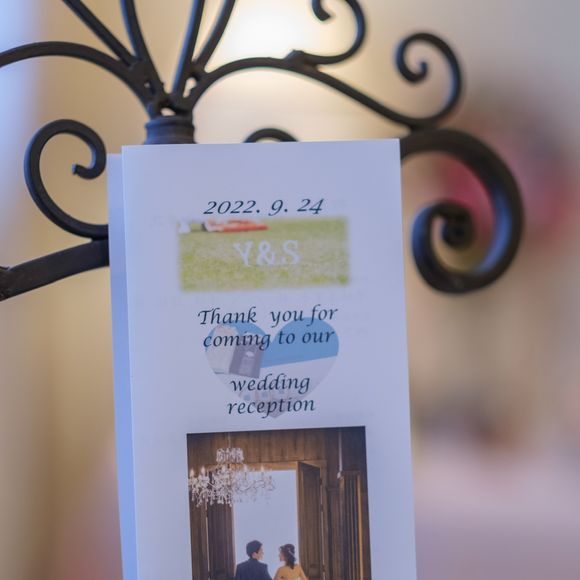 2022. 9. 24
Y&S
Thank you for
coming to our
wedding
reception